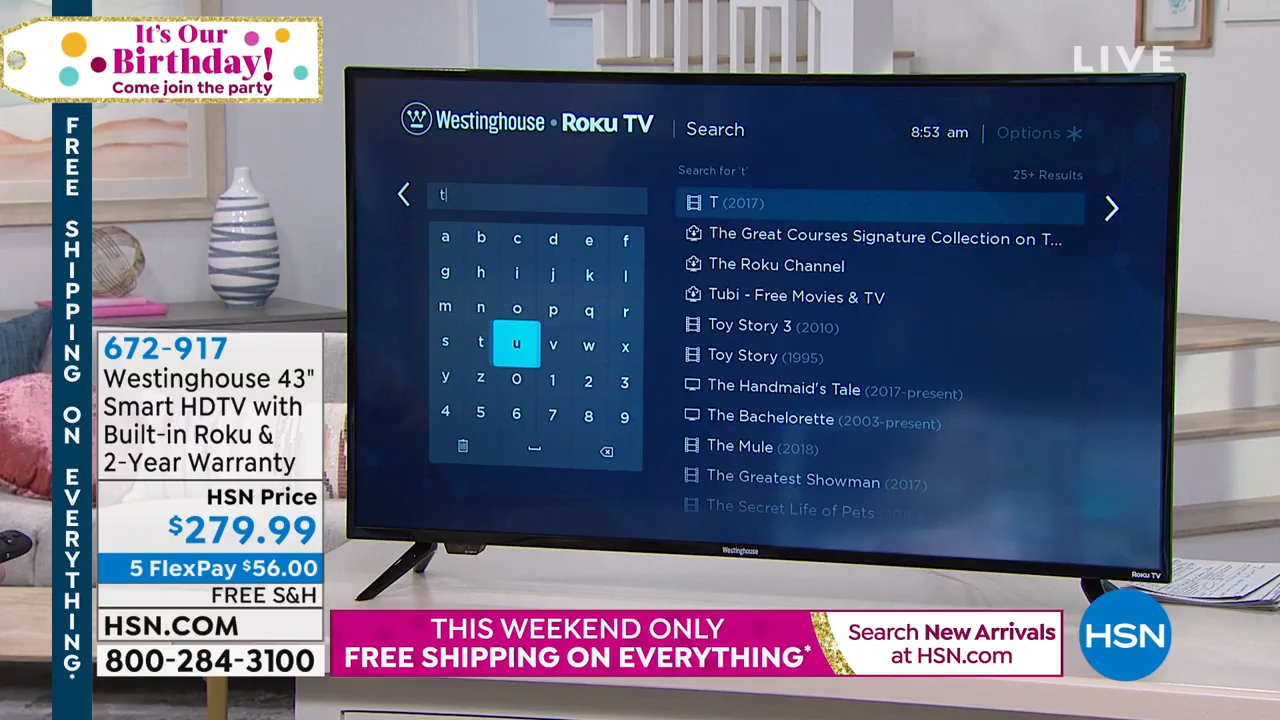 It's Our
Birthday!
Come join the party
FREE SHIPPING ON EVERYTHING*
LIVE
Westinghouse • ROKU TV | Search
8:53 am | Options
t
Search for 't'
25+ Results
a b c d e f
g h i j k l
m n o p q r
s t u v w x
y z 0 1 2 3
4 5 6 7 8 9
T (2017)
The Great Courses Signature Collection on T...
The Roku Channel
Tubi - Free Movies & TV
Toy Story 3 (2010)
Toy Story (1995)
The Handmaid's Tale (2017-present)
The Bachelorette (2003-present)
The Mule (2018)
The Greatest Showman (2017)
The Secret Life of Pets
Westinghouse
ROKU TV
672-917
Westinghouse 43"
Smart HDTV with
Built-in Roku &
2-Year Warranty
HSN Price
$279.99
5 FlexPay $56.00
FREE S&H
HSN.COM
800-284-3100
THIS WEEKEND ONLY
FREE SHIPPING ON EVERYTHING*
Search New Arrivals
at HSN.com
HSN